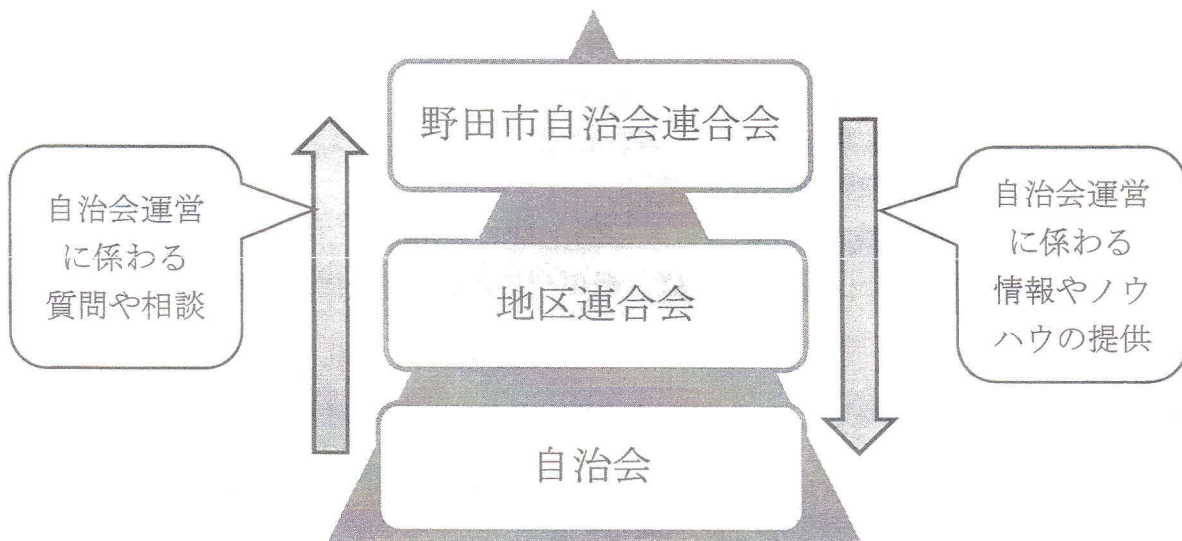 野田市自治会連合会
自治会運営
に係わる
質問や相談
自治会運営
に係わる
情報やノウ
ハウの提供
地区連合会
自治会